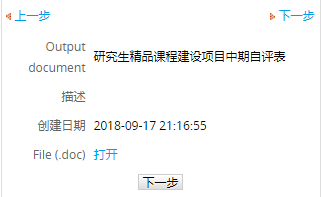 上一步 下一步
Output document 研究生精品课程建设项目中期自评表
描述
创建日期 2018-09-17 21:16:55
File (.doc) 打开
下一步